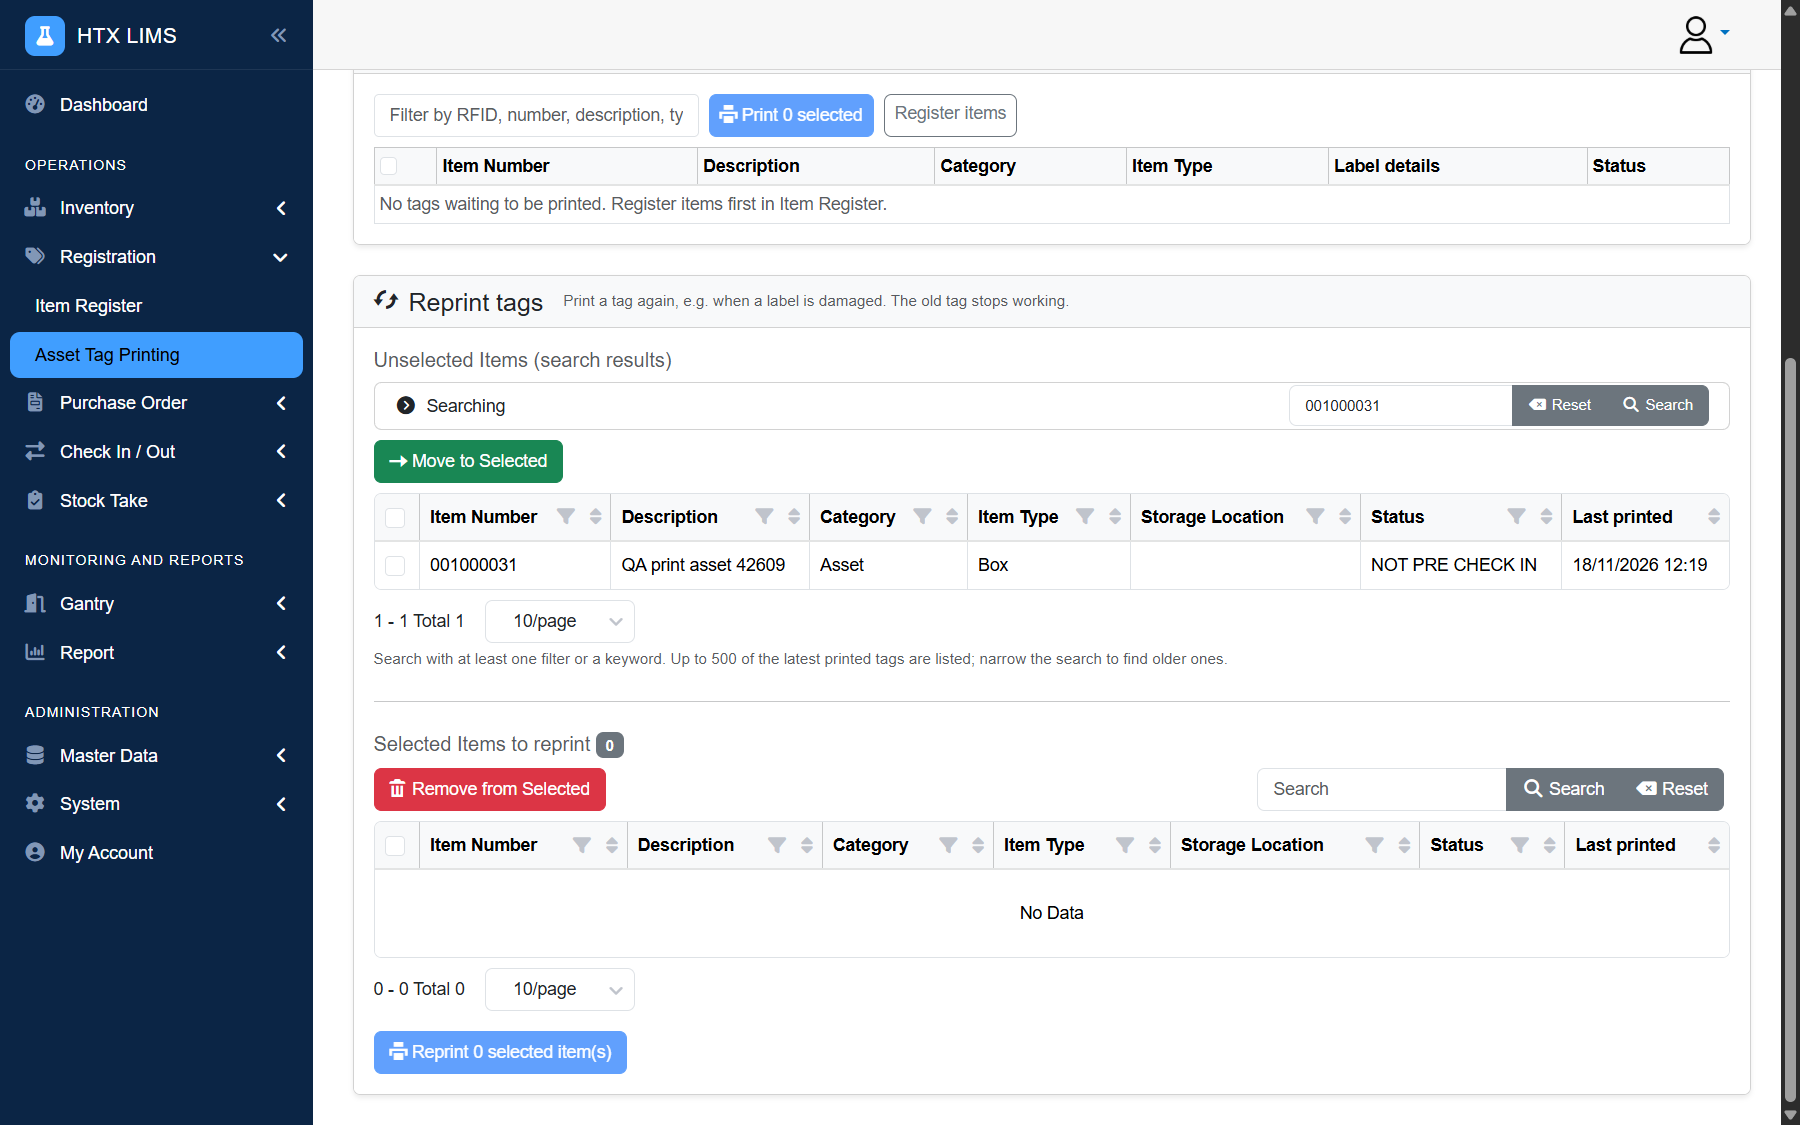 HTX LIMS
Dashboard
OPERATIONS
Inventory
Registration
Item Register
Asset Tag Printing
Purchase Order
Check In / Out
Stock Take
MONITORING AND REPORTS
Gantry
Report
ADMINISTRATION
Master Data
System
My Account
Filter by RFID, number, description, ty
Print 0 selected
Register items
Item Number Description Category Item Type Label details Status
No tags waiting to be printed. Register items first in Item Register.
Reprint tags Print a tag again, e.g. when a label is damaged. The old tag stops working.
Unselected Items (search results)
Searching 001000031 Reset Search
Move to Selected
Item Number Description Category Item Type Storage Location Status Last printed
001000031 QA print asset 42609 Asset Box NOT PRE CHECK IN 18/11/2026 12:19
1 - 1 Total 1 10/page
Search with at least one filter or a keyword. Up to 500 of the latest printed tags are listed; narrow the search to find older ones.
Selected Items to reprint 0
Remove from Selected Search Search Reset
Item Number Description Category Item Type Storage Location Status Last printed
No Data
0 - 0 Total 0 10/page
Reprint 0 selected item(s)